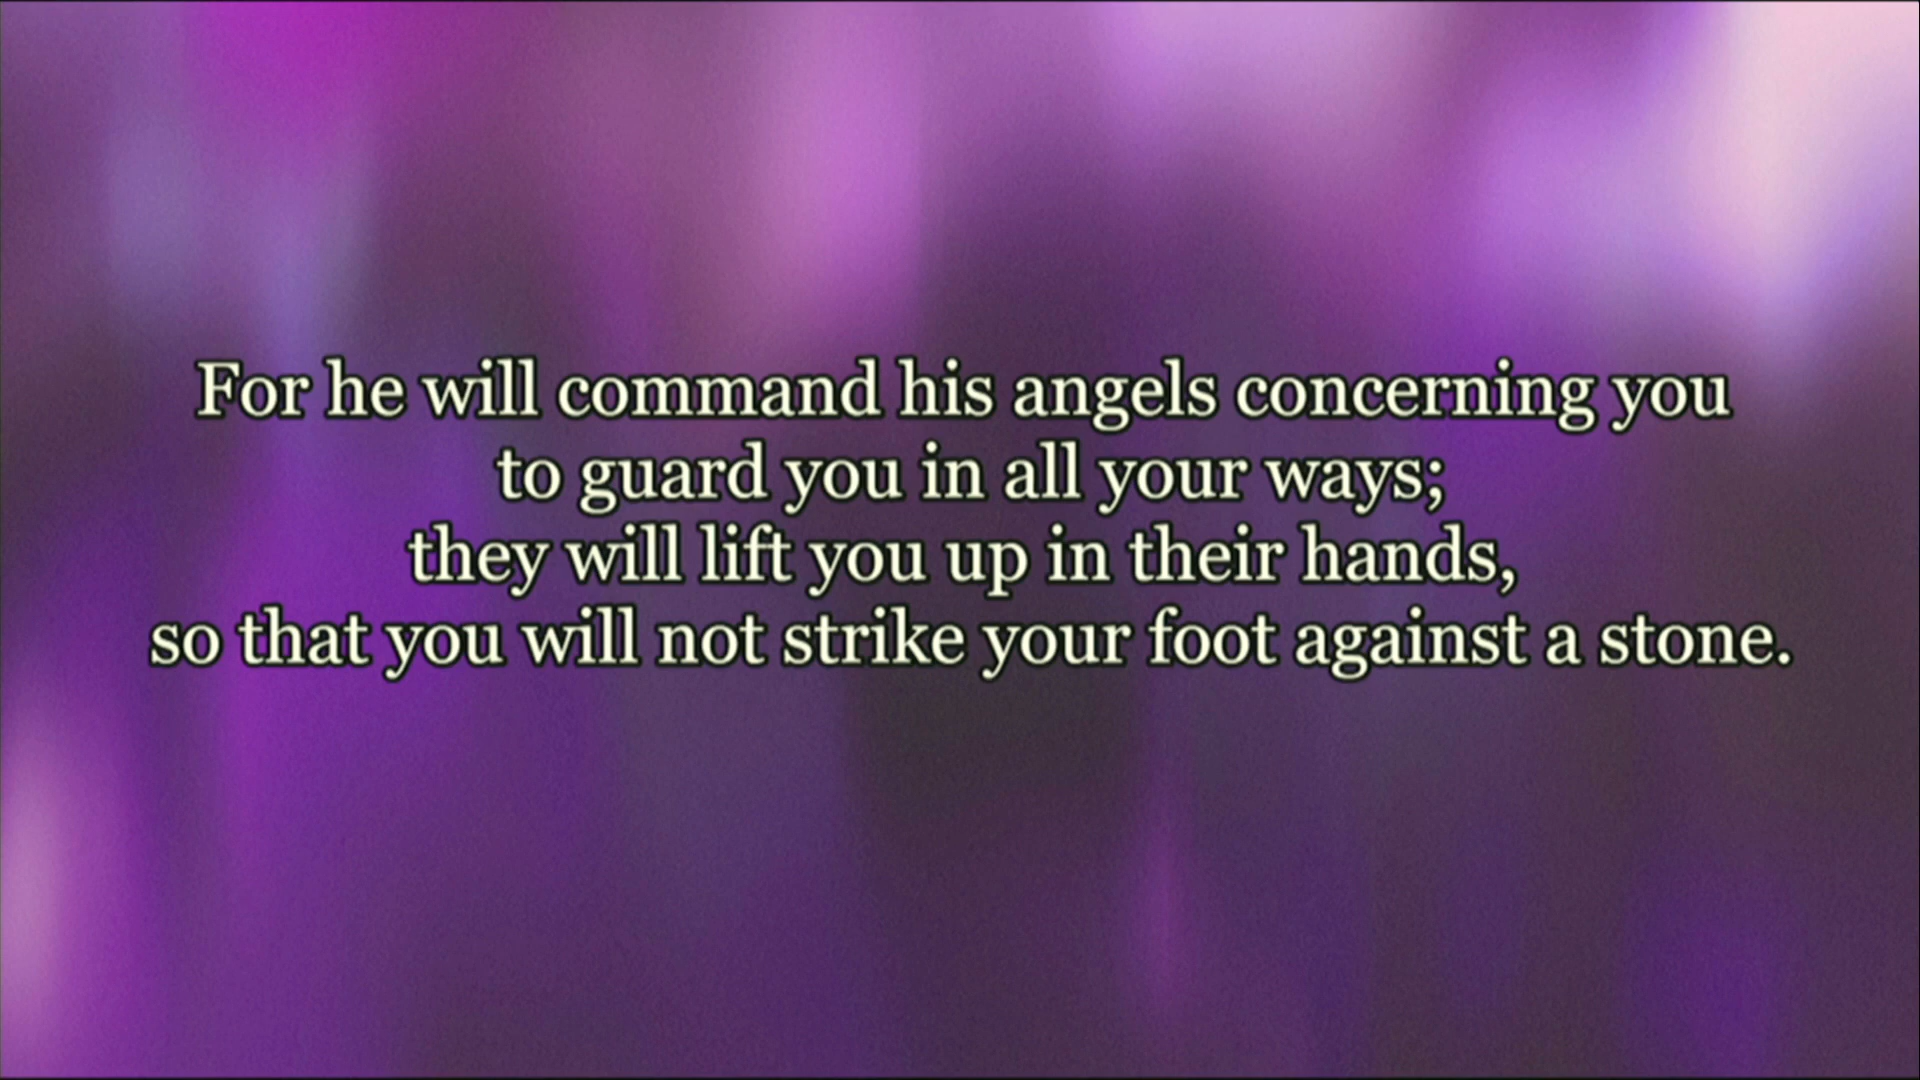 For he will command his angels concerning you
to guard you in all your ways;
they will lift you up in their hands,
so that you will not strike your foot against a stone.